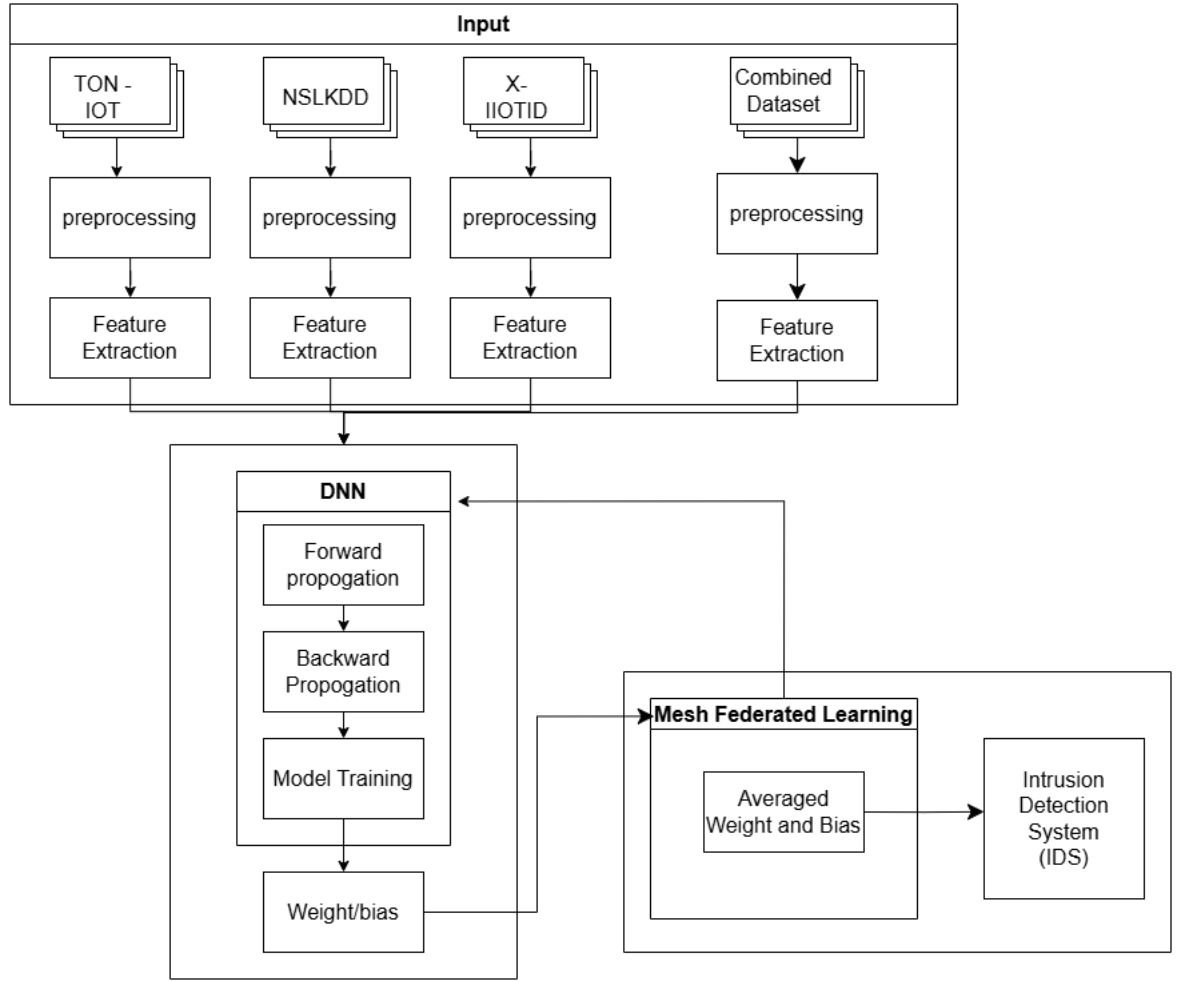 Input
TON -
IOT
NSLKDD
X-
IIOTID
Combined
Dataset
preprocessing
preprocessing
preprocessing
preprocessing
Feature
Extraction
Feature
Extraction
Feature
Extraction
Feature
Extraction
DNN
Forward
propogation
Backward
Propogation
Model Training
Weight/bias
Mesh Federated Learning
Averaged
Weight and Bias
Intrusion
Detection
System
(IDS)